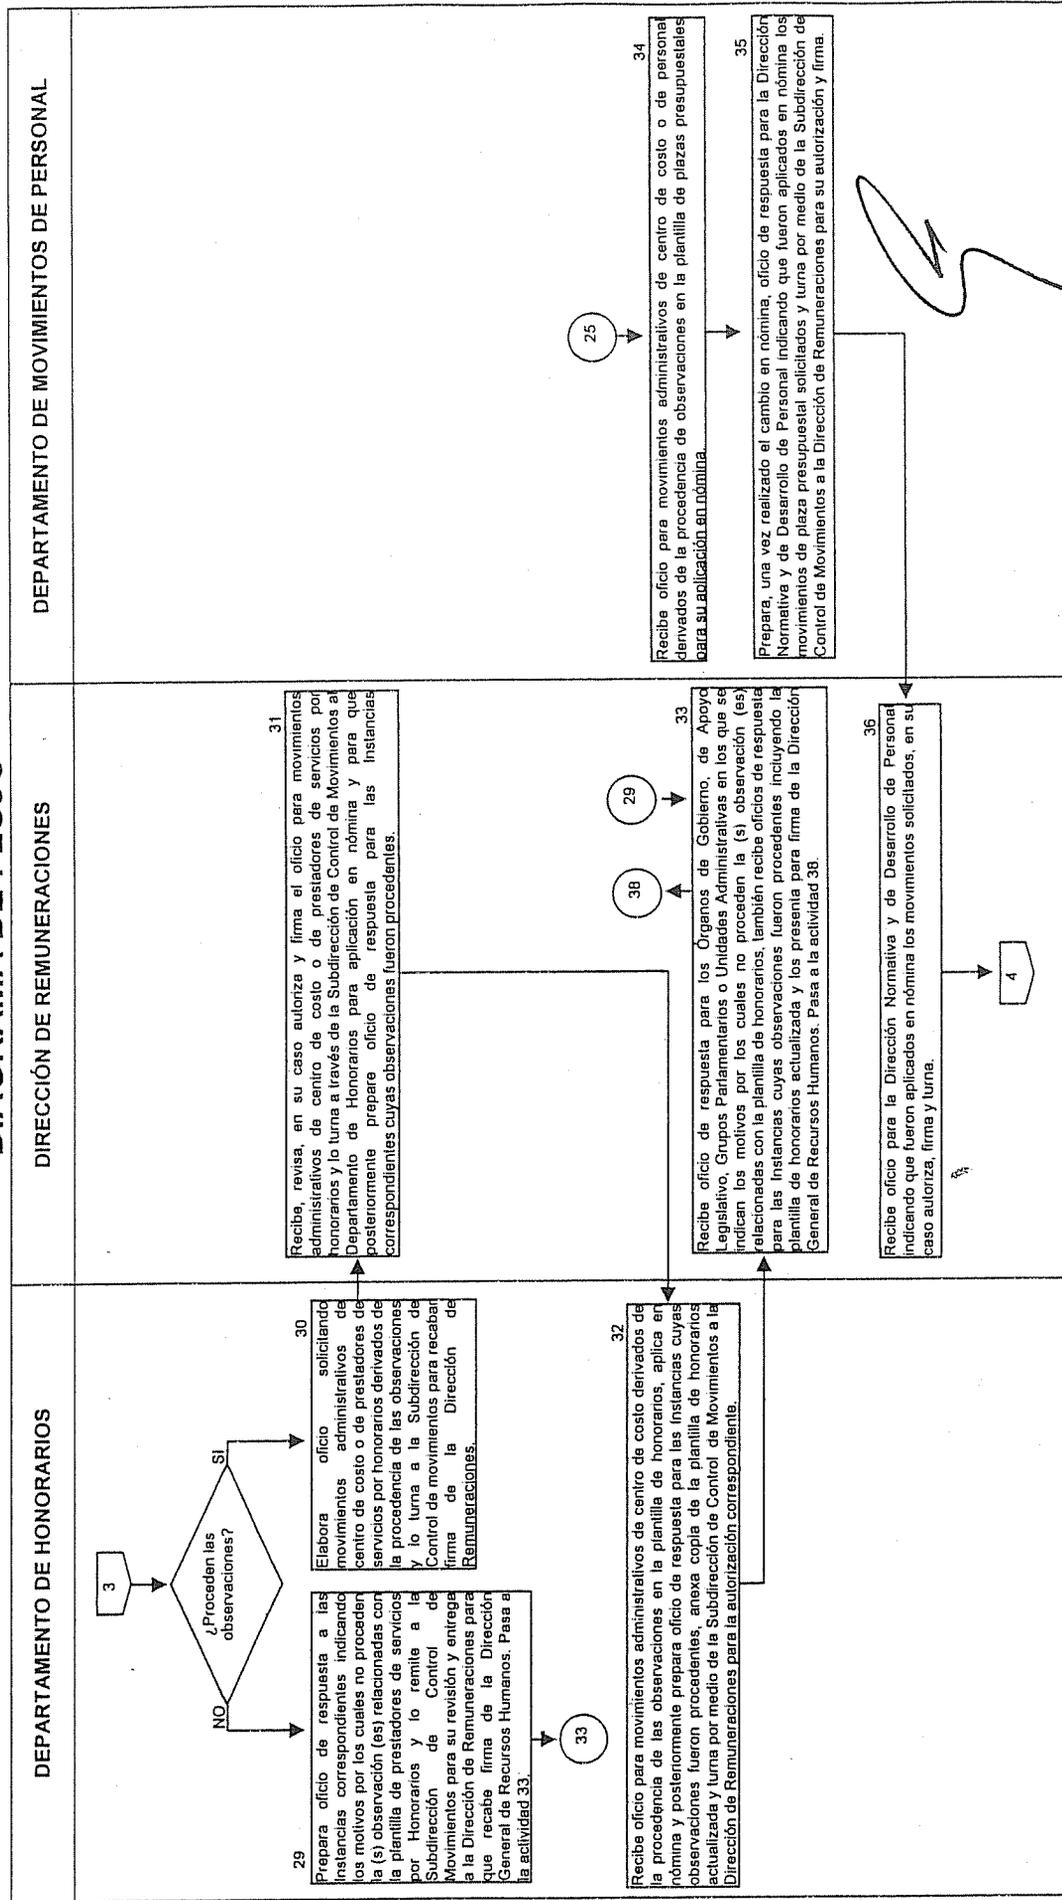 DEPARTAMENTO DE HONORARIOS
DIRECCIÓN DE REMUNERACIONES
DEPARTAMENTO DE MOVIMIENTOS DE PERSONAL
3
¿Proceden las
observaciones?
NO
SI
29
Prepara oficio de respuesta a las
Instancias correspondientes indicando
los motivos por los cuales no proceden
la (s) observación (es) relacionadas con
la plantilla de prestadores de servicios
por Honorarios y lo remite a la
Subdirección de Control de
Movimientos para su revisión y entrega
a la Dirección de Remuneraciones para
que recabe firma de la Dirección
General de Recursos Humanos. Pasa a
la actividad 33.
33
30
Elabora oficio solicitando
movimientos administrativos de
centro de costo o de prestadores de
servicios por honorarios derivados de
la procedencia de las observaciones
y lo turna a la Subdirección de
Control de movimientos para recabar
firma de la Dirección de
Remuneraciones.
31
Recibe, revisa, en su caso autoriza y firma el oficio para movimientos
administrativos de centro de costo o de prestadores de servicios por
honorarios y lo turna a través de la Subdirección de Control de Movimientos al
Departamento de Honorarios para aplicación en nómina y para que
posteriormente prepare oficio de respuesta para las Instancias
correspondientes cuyas observaciones fueron procedentes.
32
Recibe oficio para movimientos administrativos de centro de costo derivados de
la procedencia de las observaciones en la plantilla de honorarios, aplica en
nómina y posteriormente prepara oficio de respuesta para las Instancias cuyas
observaciones fueron procedentes, anexa copia de la plantilla de honorarios
actualizada y turna por medio de la Subdirección de Control de Movimientos a la
Dirección de Remuneraciones para la autorización correspondiente.
38
29
33
Recibe oficio de respuesta para los Órganos de Gobierno, de Apoyo
Legislativo, Grupos Parlamentarios o Unidades Administrativas en los que se
indican los motivos por los cuales no proceden la (s) observación (es)
relacionadas con la plantilla de honorarios, también recibe oficios de respuesta
para las Instancias cuyas observaciones fueron procedentes incluyendo la
plantilla de honorarios actualizada y los presenta para firma de la Dirección
General de Recursos Humanos. Pasa a la actividad 38.
25
34
Recibe oficio para movimientos administrativos de centro de costo o de personal
derivados de la procedencia de observaciones en la plantilla de plazas presupuestales
para su aplicación en nómina.
35
Prepara, una vez realizado el cambio en nómina, oficio de respuesta para la Dirección
Normativa y de Desarrollo de Personal indicando que fueron aplicados en nómina los
movimientos de plaza presupuestal solicitados y turna por medio de la Subdirección de
Control de Movimientos a la Dirección de Remuneraciones para su autorización y firma.
36
Recibe oficio para la Dirección Normativa y de Desarrollo de Personal
indicando que fueron aplicados en nómina los movimientos solicitados, en su
caso autoriza, firma y turna.
4